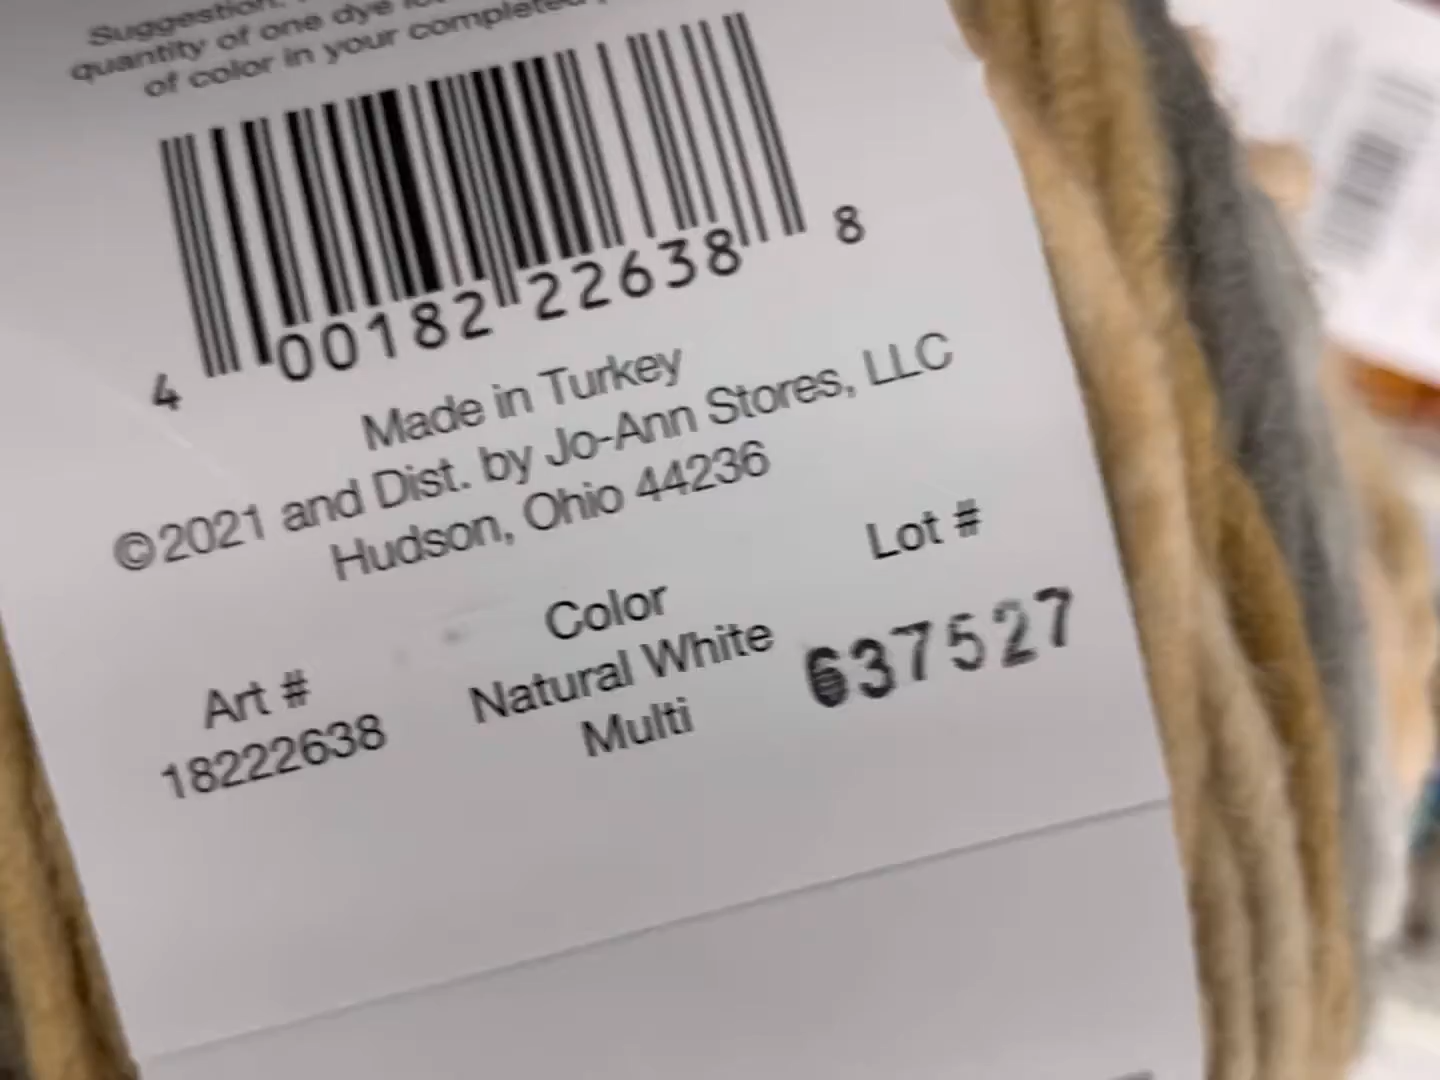 Suggestion:
quantity of one dye
of color in your completed
4 00182 22638 8
Made in Turkey
©2021 and Dist. by Jo-Ann Stores, LLC
Hudson, Ohio 44236
Art # Color Lot #
18222638 Natural White 637527
Multi